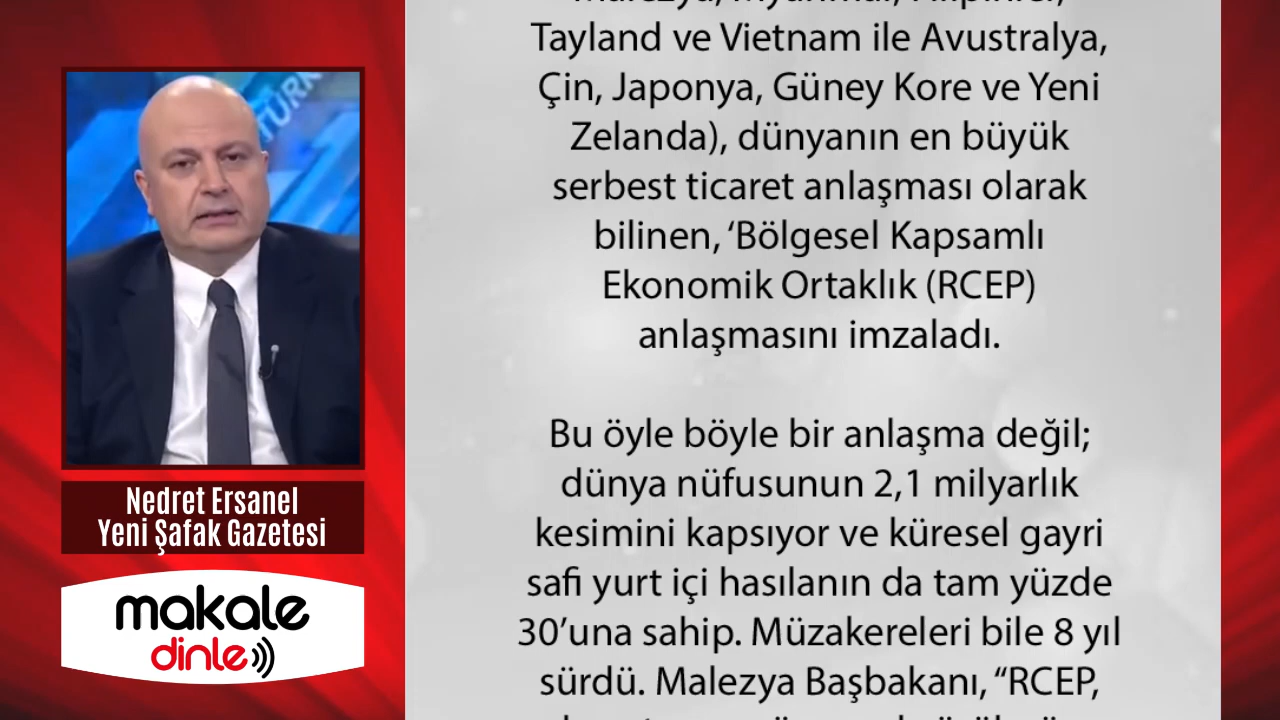 Tayland ve Vietnam ile Avustralya,
Çin, Japonya, Güney Kore ve Yeni
Zelanda), dünyanın en büyük
serbest ticaret anlaşması olarak
bilinen, ‘Bölgesel Kapsamlı
Ekonomik Ortaklık (RCEP)
anlaşmasını imzaladı.
Bu öyle böyle bir anlaşma değil;
dünya nüfusunun 2,1 milyarlık
kesimini kapsıyor ve küresel gayri
safi yurt içi hasılanın da tam yüzde
30’una sahip. Müzakereleri bile 8 yıl
sürdü. Malezya Başbakanı, “RCEP,
TÜRK
Nedret Ersanel
Yeni Şafak Gazetesi
makale
dinle